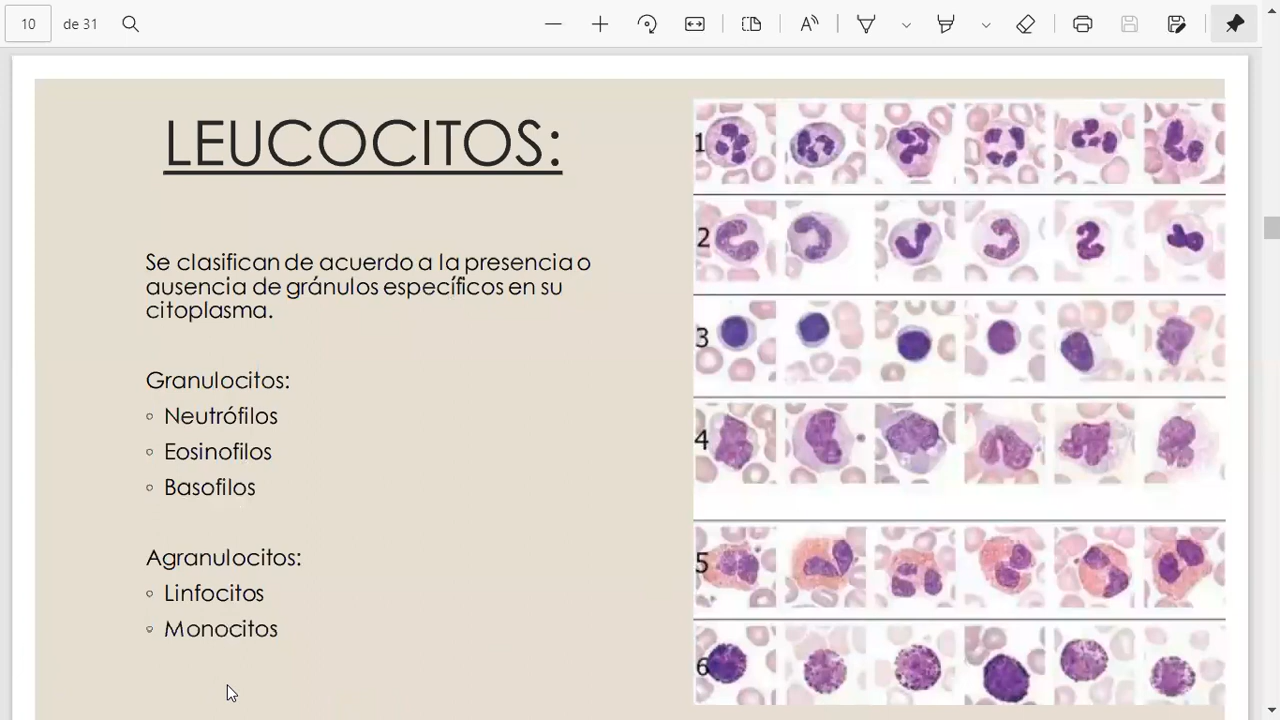 10 de 31
LEUCOCITOS:
Se clasifican de acuerdo a la presencia o
ausencia de gránulos específicos en su
citoplasma.
Granulocitos:
◦ Neutrófilos
◦ Eosinofilos
◦ Basofilos
Agranulocitos:
◦ Linfocitos
◦ Monocitos
1
2
3
4
5
6